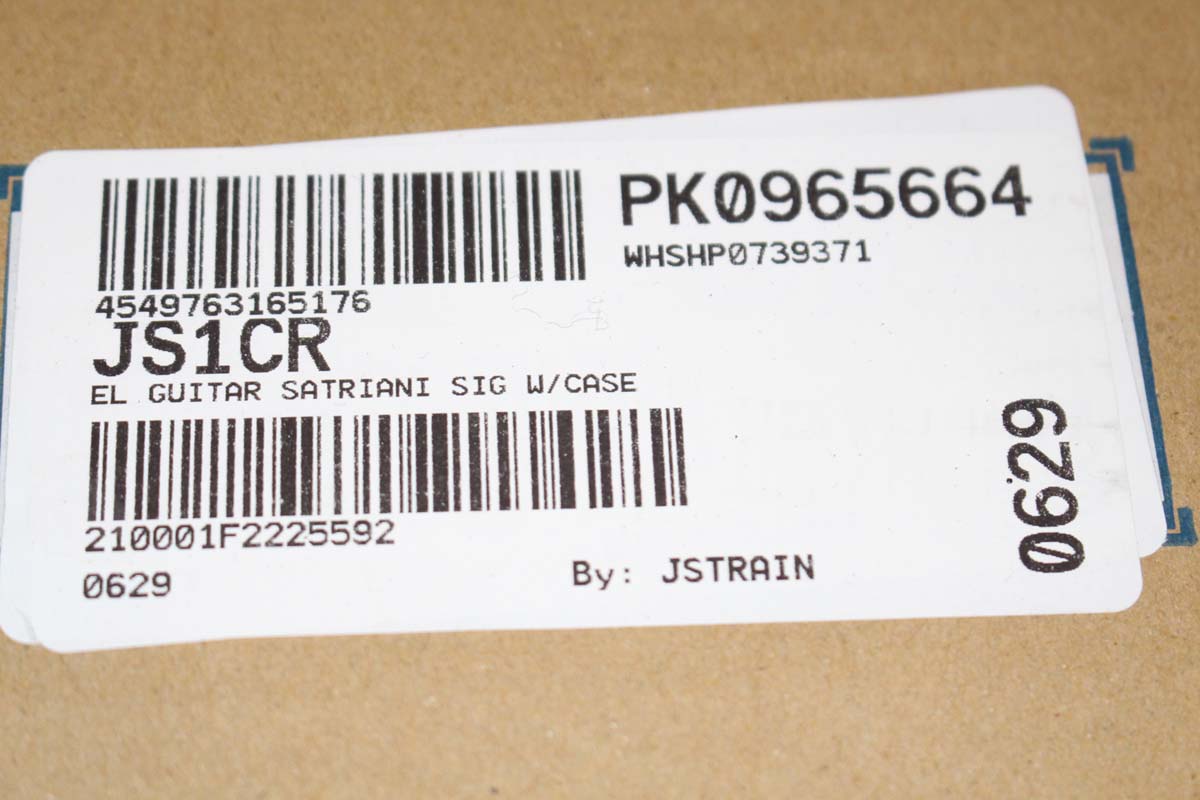 PK0965664
WHSHP0739371
4549763165176
JS1CR
EL GUITAR SATRIANI SIG W/CASE
210001F2225592
0629
By: JSTRAIN
0629